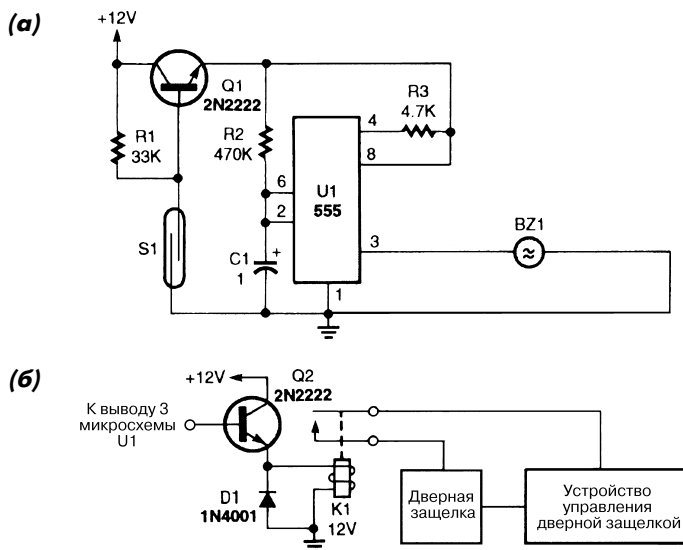 (а)
+12V
Q1
2N2222
R1
33K
R2
470K
R3
4.7K
4
8
6
2
U1
555
3
BZ1
S1
C1
+
1
1
(б)
+12V
Q2
2N2222
К выводу 3
микросхемы
U1
D1
1N4001
K1
12V
Дверная
защелка
Устройство
управления
дверной защелкой